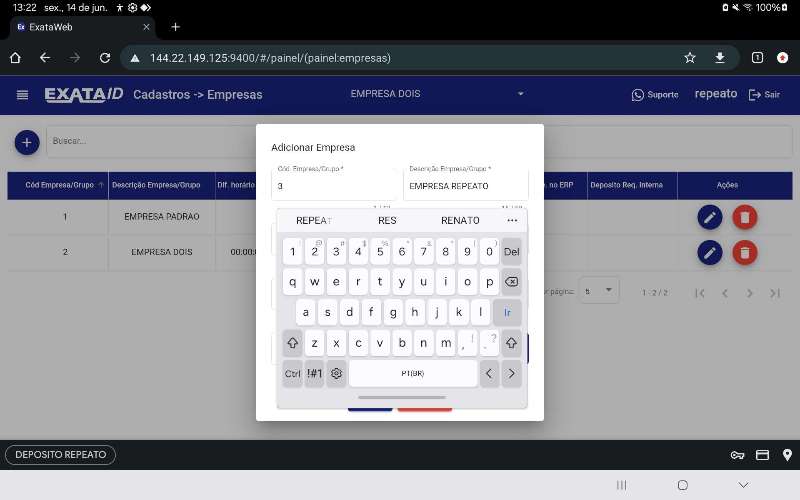 13:22 sex., 14 de jun. 100%
ExataWeb
144.22.149.125:9400/#/painel/(painel:empresas) 1
EXATA/ID Cadastros -> Empresas EMPRESA DOIS Suporte repeato Sair
Buscar...
Adicionar Empresa
Cód. Empresa/Grupo * Descrição Empresa/Grupo *
3 EMPRESA REPEATO
Cód Empresa/Grupo Descrição Empresa/Grupo Dif. horário no ERP Deposito Req. Interna Ações
1 EMPRESA PADRAO
2 EMPRESA DOIS 00:00:
REPEAT RES RENATO ...
1 2 3 4 5 6 7 8 9 0 Del
q w e r t y u i o p
a s d f g h j k l Ir
z x c v b n m , ! . ?
Ctrl !#1 PT(BR) < >
página: 5 1 - 2 / 2
DEPOSITO REPEATO